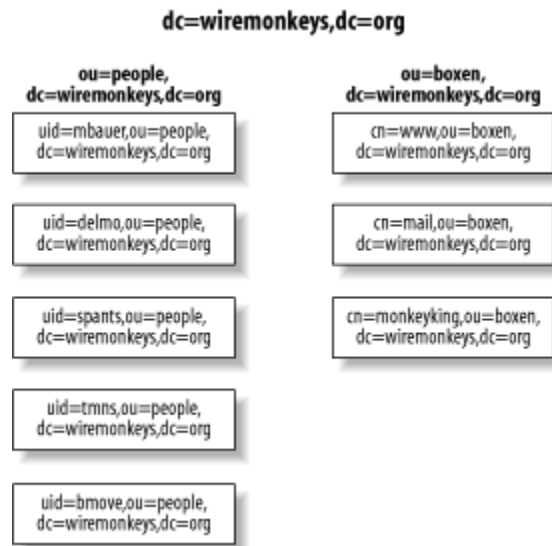 dc=wiremonkeys,dc=org
ou=people,
dc=wiremonkeys,dc=org
uid=mbauer,ou=people,
dc=wiremonkeys,dc=org
uid=delmo,ou=people,
dc=wiremonkeys,dc=org
uid=spants,ou=people,
dc=wiremonkeys,dc=org
uid=tmns,ou=people,
dc=wiremonkeys,dc=org
uid=bmove,ou=people,
dc=wiremonkeys,dc=org
ou=boxen,
dc=wiremonkeys,dc=org
cn=www,ou=boxen,
dc=wiremonkeys,dc=org
cn=mail,ou=boxen,
dc=wiremonkeys,dc=org
cn=monkeyking,ou=boxen,
dc=wiremonkeys,dc=org